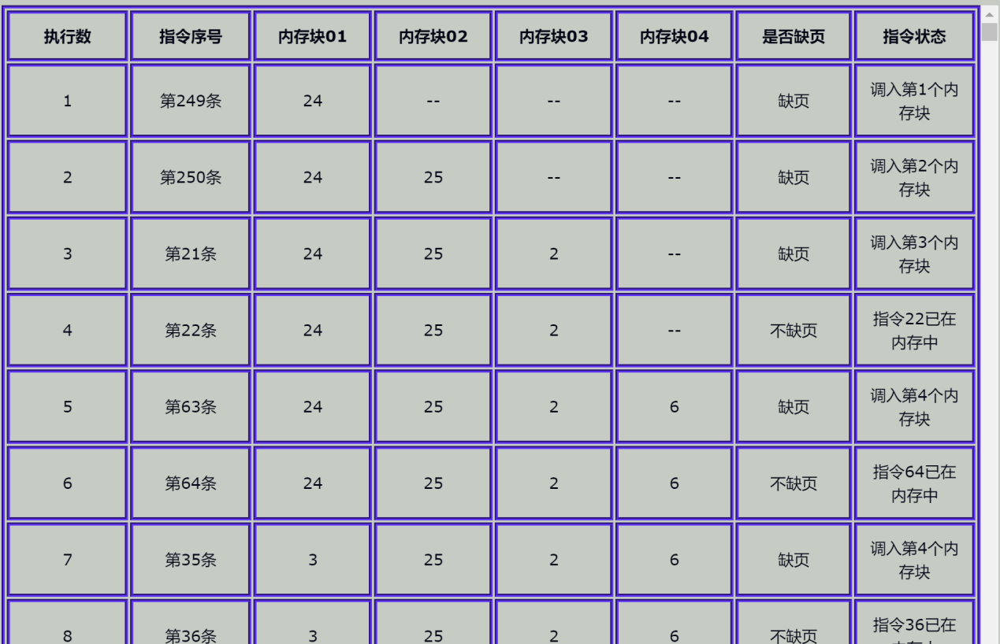 执行数 指令序号 内存块01 内存块02 内存块03 内存块04 是否缺页 指令状态
1 第249条 24 -- -- -- 缺页 调入第1个内
存块
2 第250条 24 25 -- -- 缺页 调入第2个内
存块
3 第21条 24 25 2 -- 缺页 调入第3个内
存块
4 第22条 24 25 2 -- 不缺页 指令22已在
内存中
5 第63条 24 25 2 6 缺页 调入第4个内
存块
6 第64条 24 25 2 6 不缺页 指令64已在
内存中
7 第35条 3 25 2 6 缺页 调入第4个内
存块
8 第36条 3 25 2 6 不缺页 指令36已在